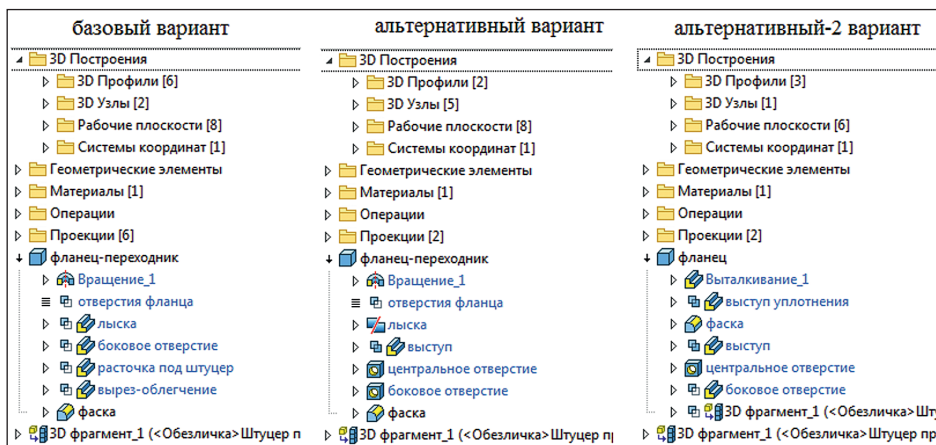 базовый вариант
3D Построения
3D Профили [6]
3D Узлы [2]
Рабочие плоскости [8]
Системы координат [1]
Геометрические элементы
Материалы [1]
Операции
Проекции [6]
фланец-переходник
Вращение_1
отверстия фланца
лыска
боковое отверстие
расточка под штуцер
вырез-облегчение
фаска
3D фрагмент_1 (<Обезличка>Штуцер п
альтернативный вариант
3D Построения
3D Профили [2]
3D Узлы [5]
Рабочие плоскости [8]
Системы координат [1]
Геометрические элементы
Материалы [1]
Операции
Проекции [2]
фланец-переходник
Вращение_1
отверстия фланца
лыска
выступ
центральное отверстие
боковое отверстие
фаска
3D фрагмент_1 (<Обезличка>Штуцер п
альтернативный-2 вариант
3D Построения
3D Профили [3]
3D Узлы [1]
Рабочие плоскости [6]
Системы координат [1]
Геометрические элементы
Материалы [1]
Операции
Проекции [2]
фланец
Выталкивание_1
выступ уплотнения
фаска
выступ
центральное отверстие
боковое отверстие
3D фрагмент_1 (<Обезличка>Шту
3D фрагмент_1 (<Обезличка>Штуцер пр